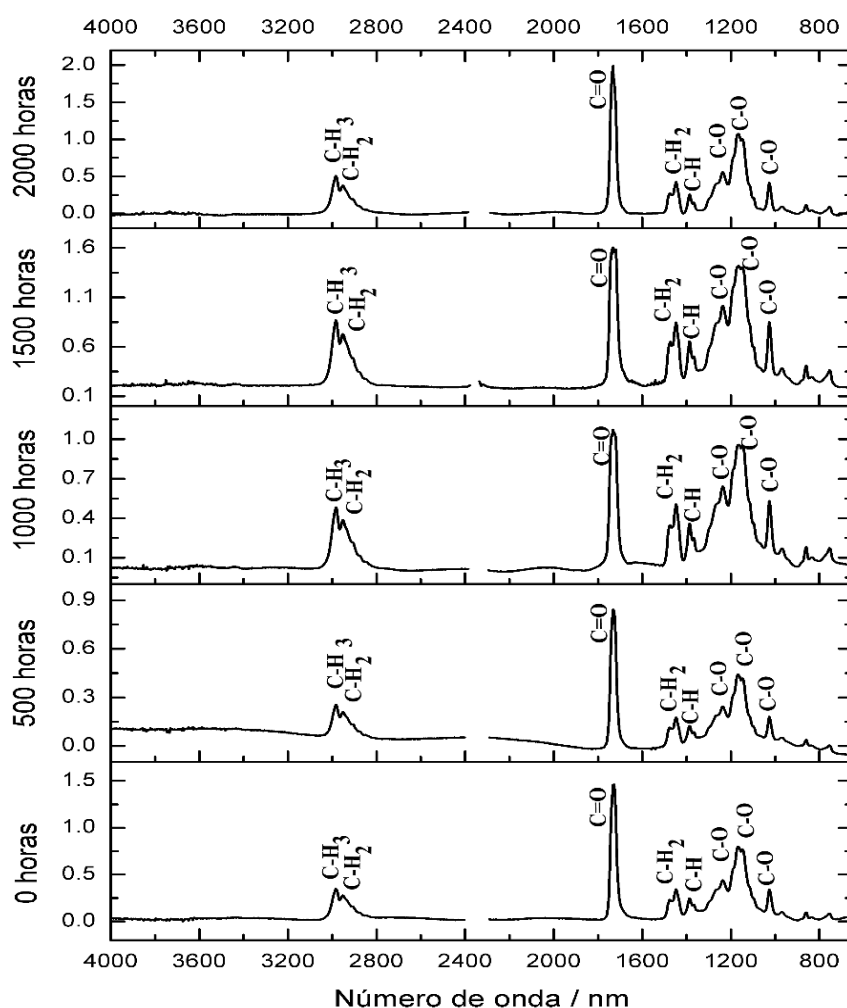 4000 3600 3200 2800 2400 2000 1600 1200 800
2000 horas
2.0
1.5
1.0
0.5
0.0
C-H3
C-H2
C=O
C-H2
C-H
C-O
C-O
C-O
1500 horas
1.6
1.1
0.6
0.1
C-H3
C-H2
C=O
C-H2
C-H
C-O
C-O
C-O
1000 horas
1.0
0.7
0.4
0.1
C-H3
C-H2
C=O
C-H2
C-H
C-O
C-O
C-O
500 horas
0.9
0.6
0.3
0.0
C-H3
C-H2
C=O
C-H2
C-H
C-O
C-O
C-O
0 horas
1.5
1.0
0.5
0.0
C-H3
C-H2
C=O
C-H2
C-H
C-O
C-O
C-O
4000 3600 3200 2800 2400 2000 1600 1200 800
Número de onda / nm